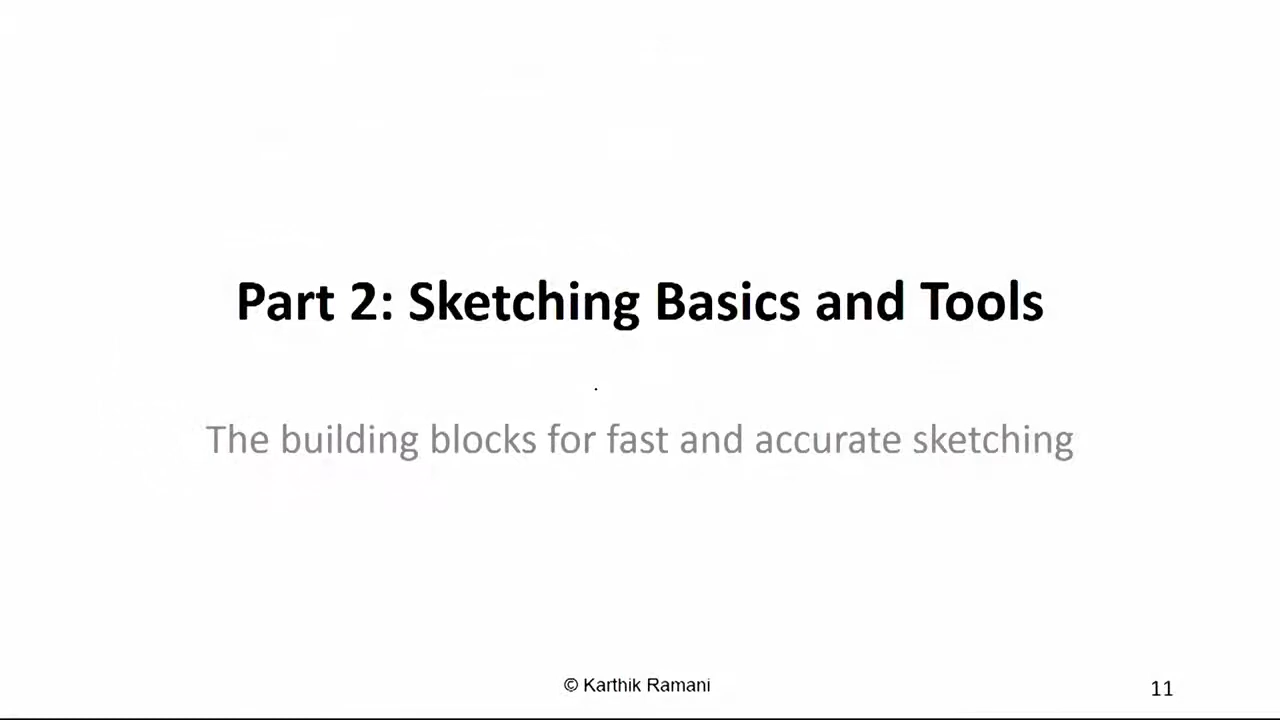 Part 2: Sketching Basics and Tools
The building blocks for fast and accurate sketching
© Karthik Ramani
11